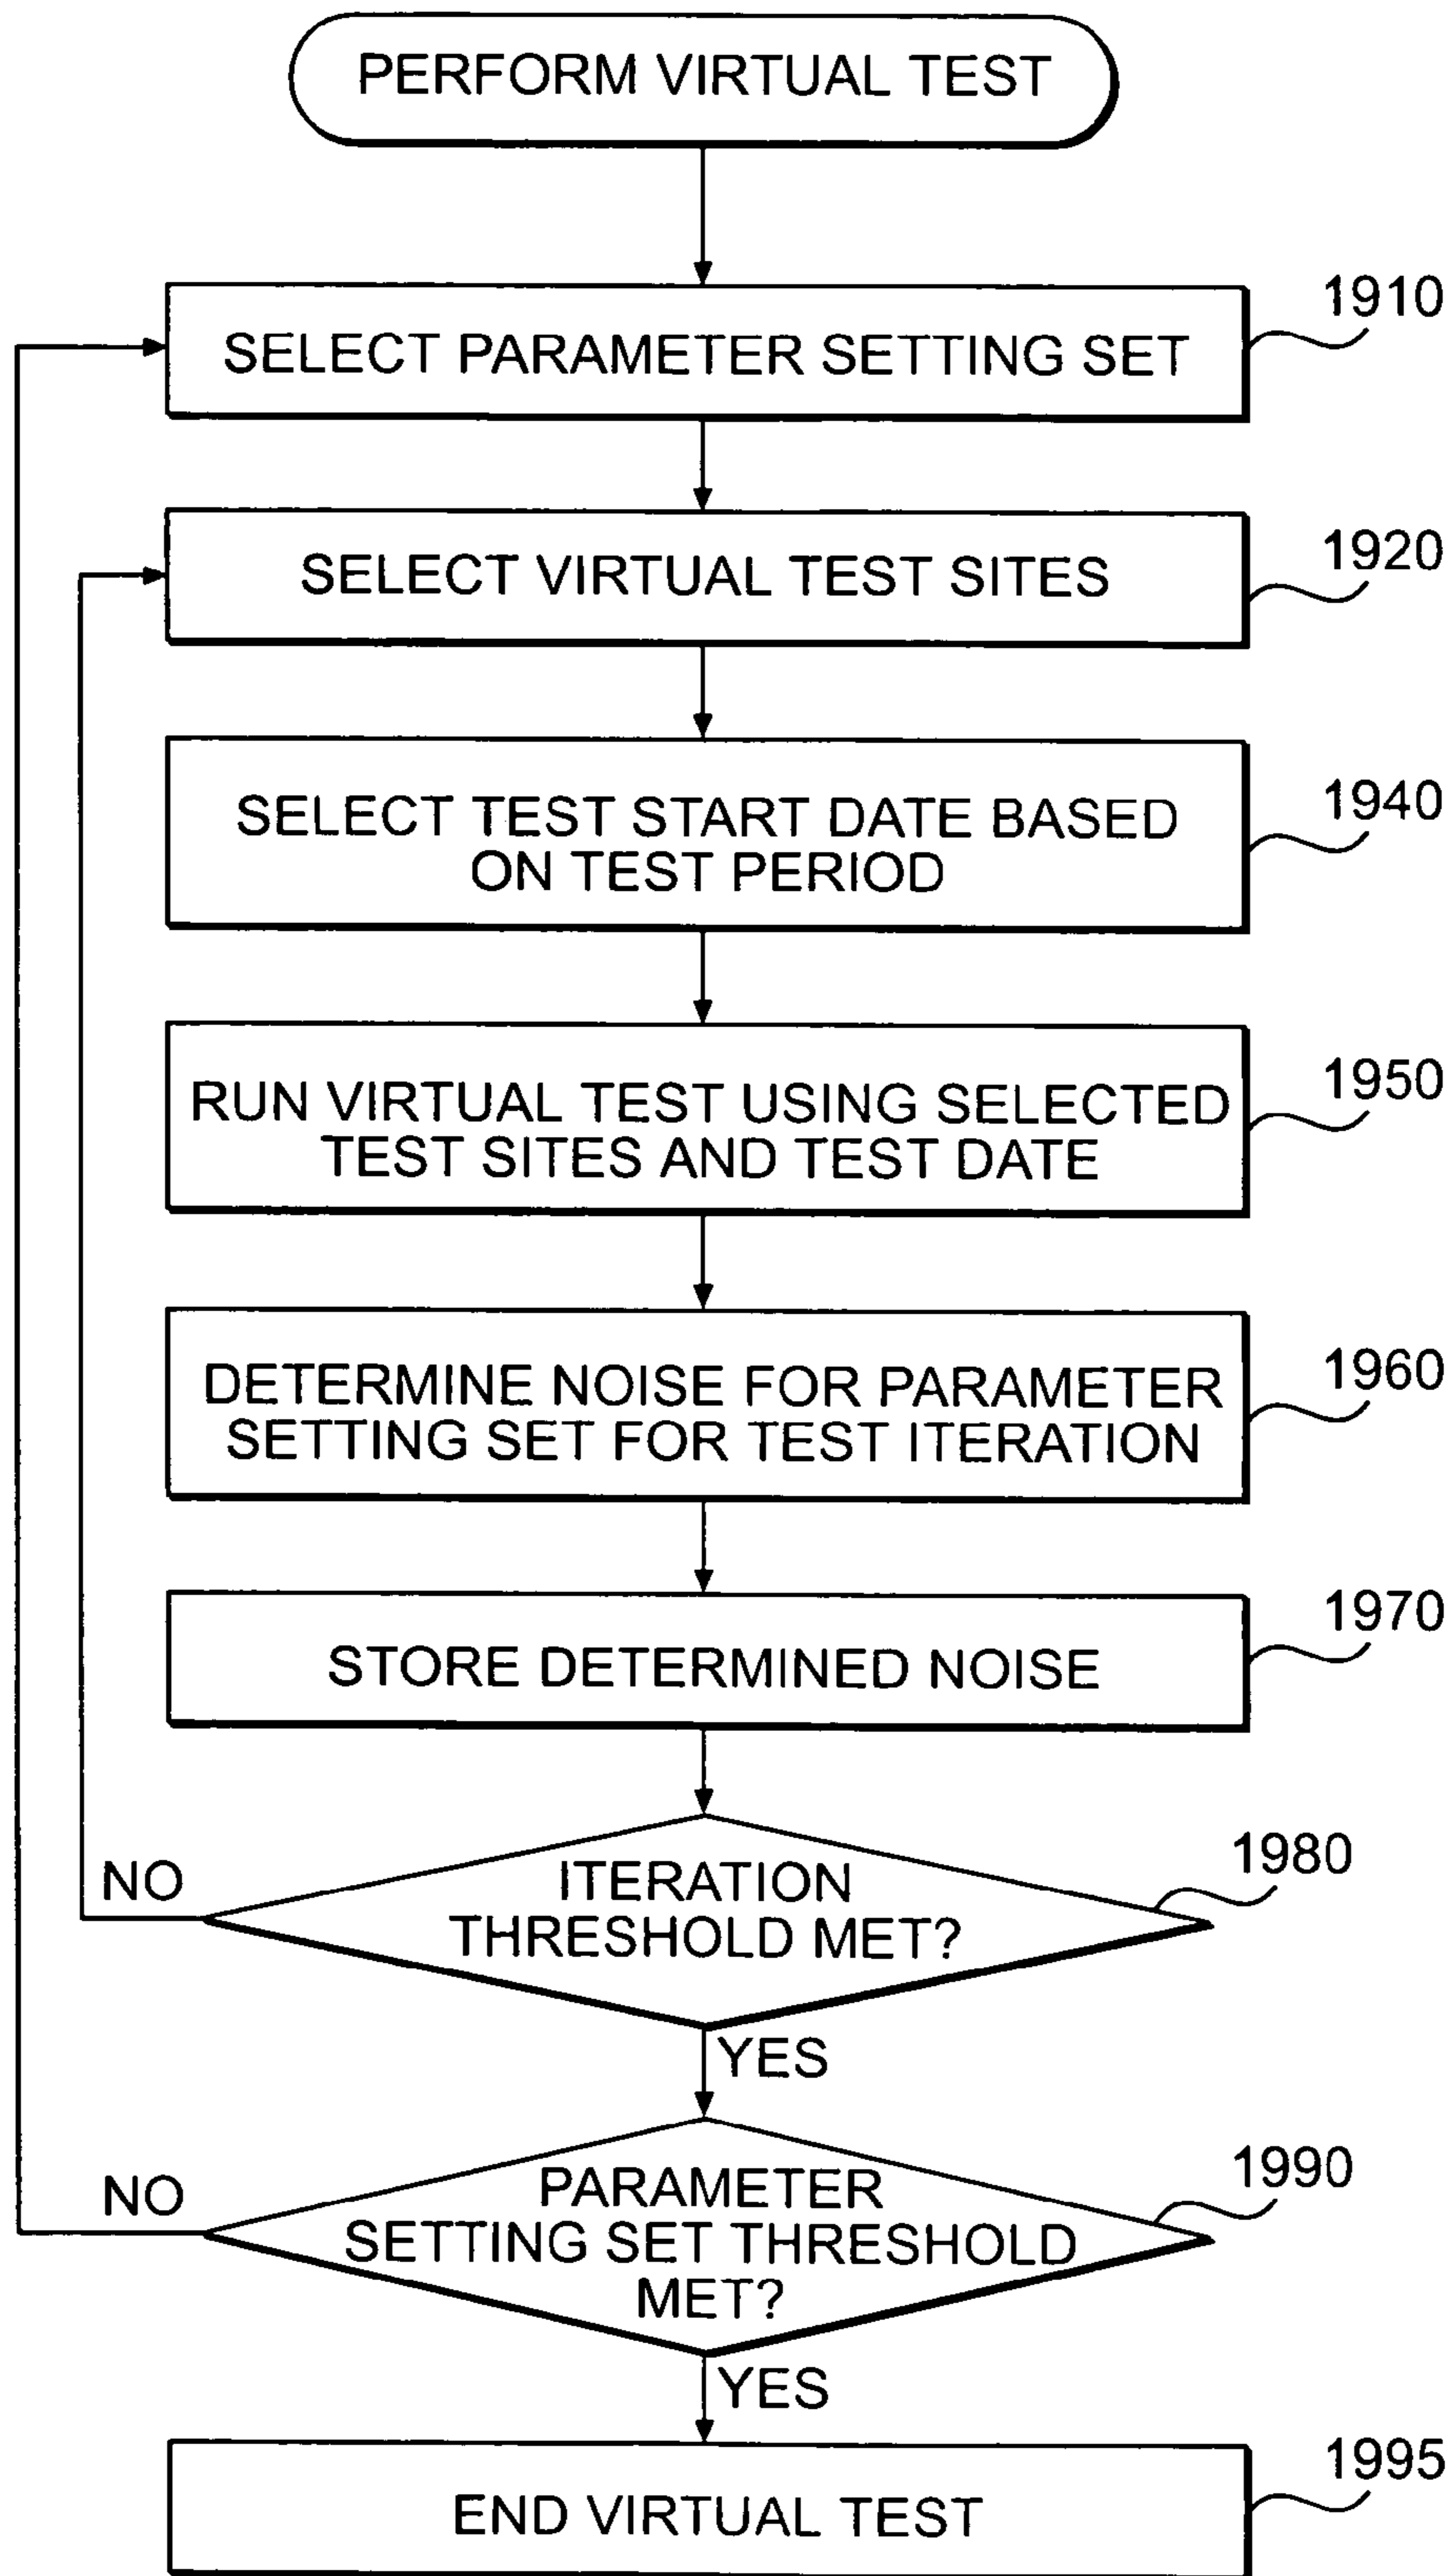 PERFORM VIRTUAL TEST
1910
SELECT PARAMETER SETTING SET
1920
SELECT VIRTUAL TEST SITES
1940
SELECT TEST START DATE BASED
ON TEST PERIOD
1950
RUN VIRTUAL TEST USING SELECTED
TEST SITES AND TEST DATE
1960
DETERMINE NOISE FOR PARAMETER
SETTING SET FOR TEST ITERATION
1970
STORE DETERMINED NOISE
1980
NO
ITERATION
THRESHOLD MET?
YES
1990
NO
PARAMETER
SETTING SET THRESHOLD
MET?
YES
1995
END VIRTUAL TEST